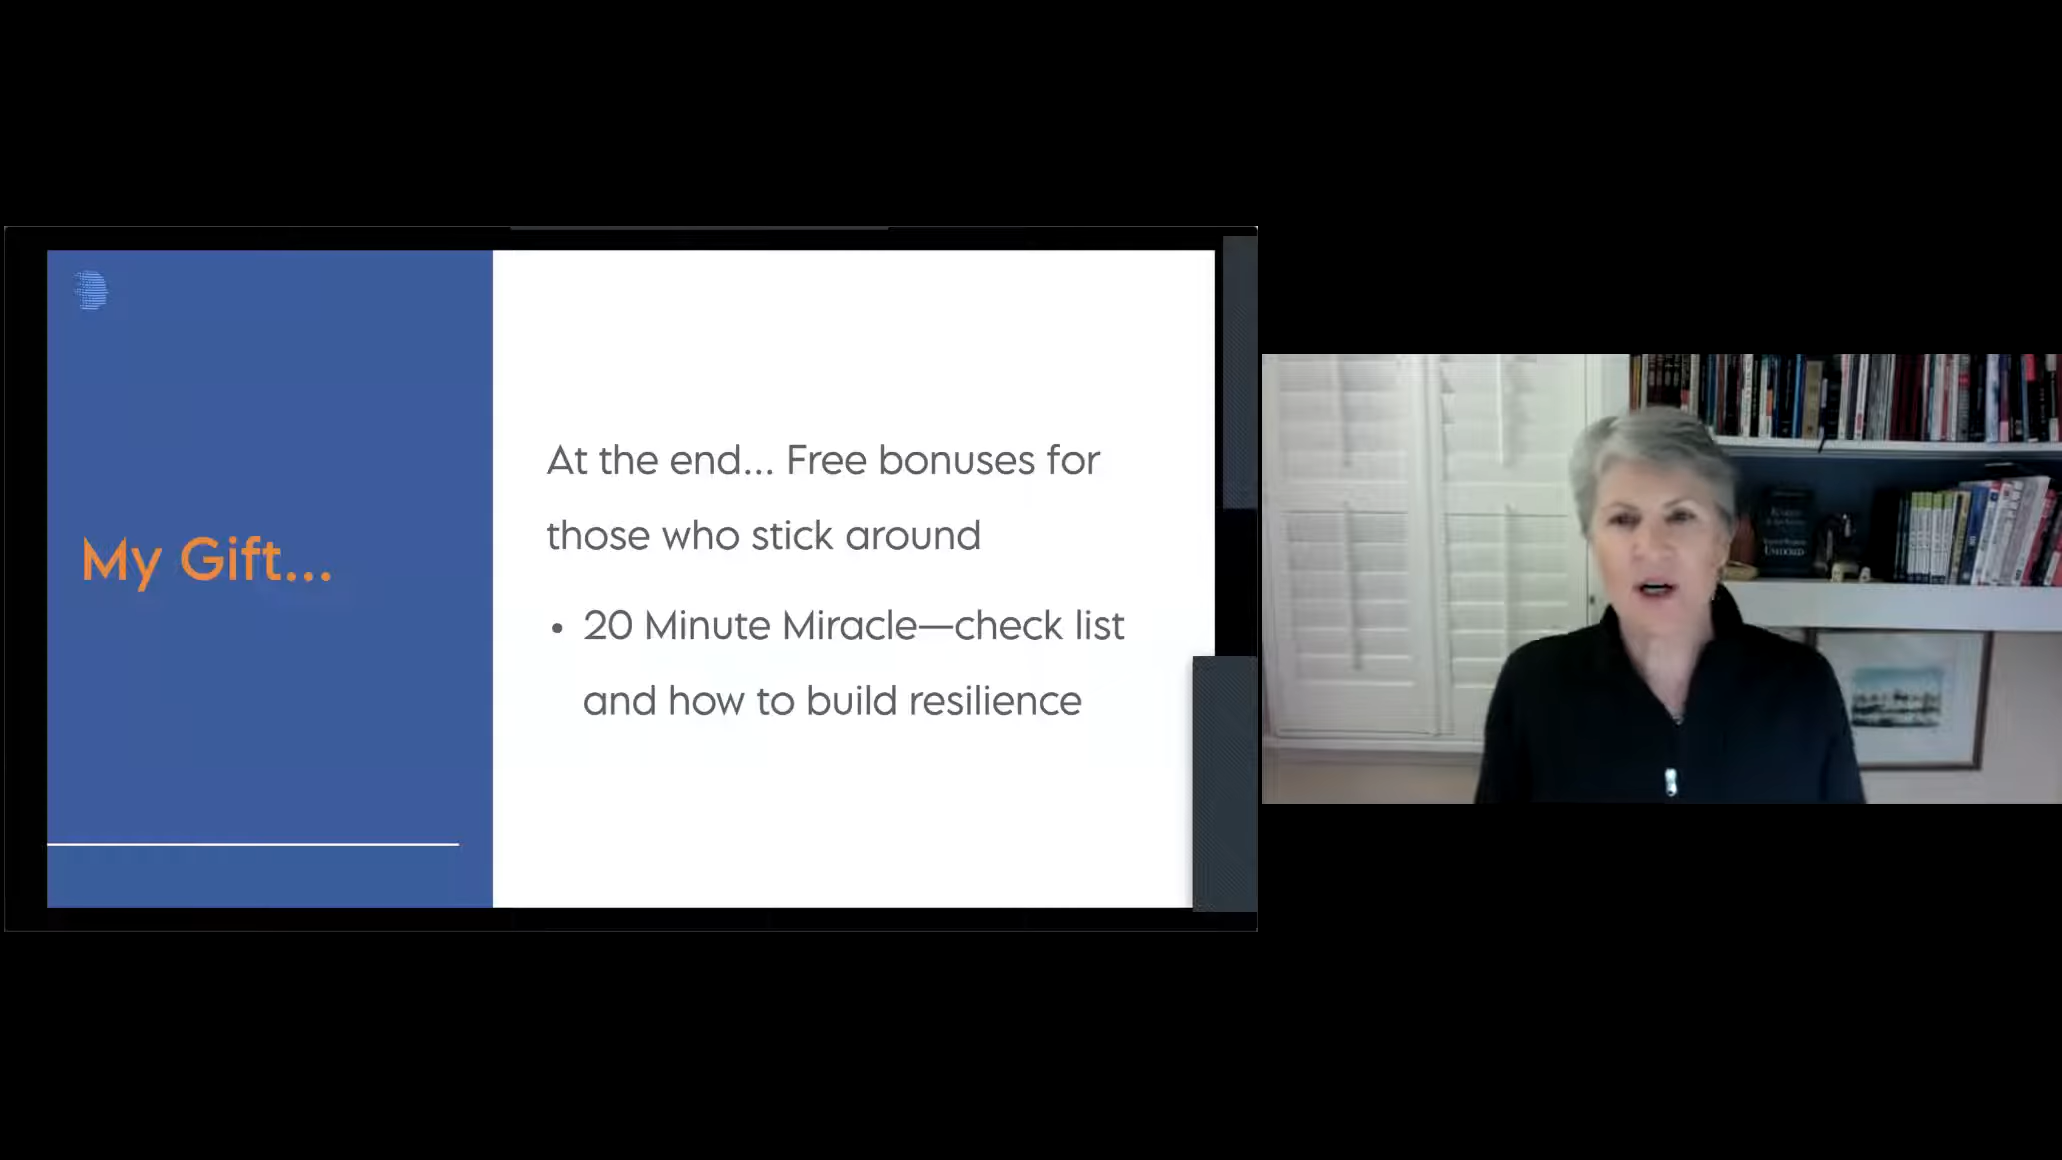 My Gift...
At the end... Free bonuses for
those who stick around
• 20 Minute Miracle—check list
and how to build resilience